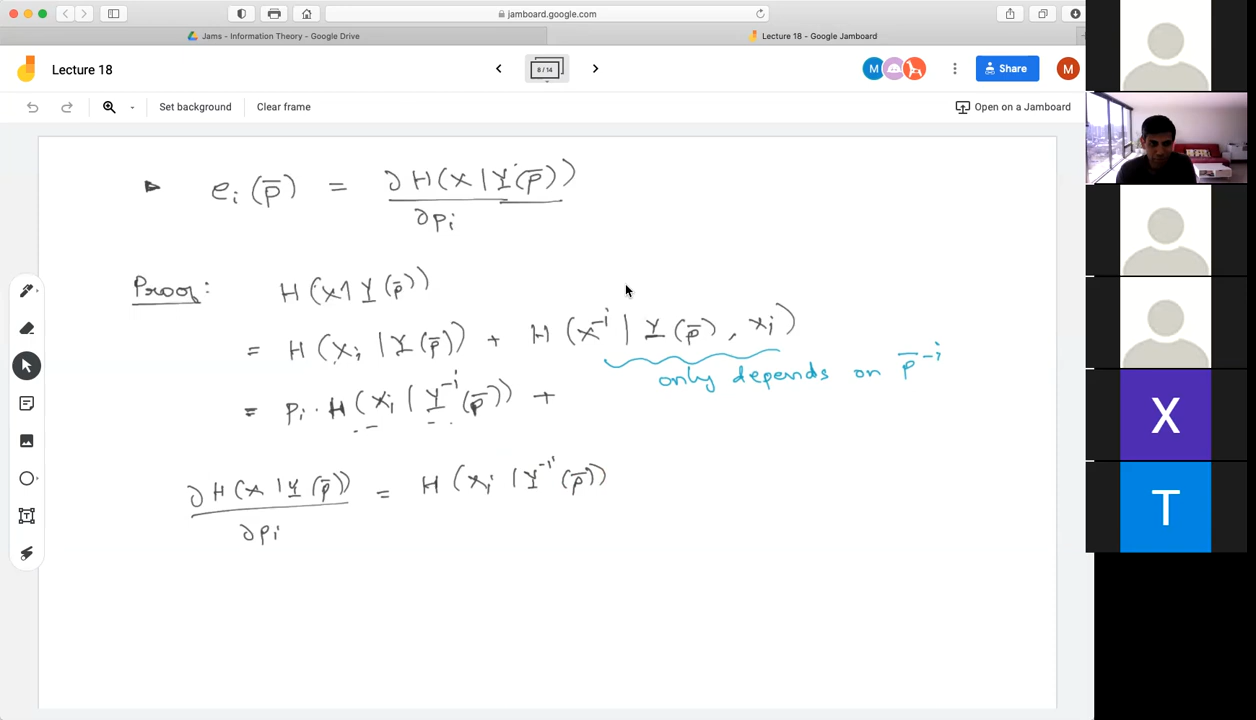 jamboard.google.com
Jams - Information Theory - Google Drive
Lecture 18 - Google Jamboard
Lecture 18
8 / 14
M
Share
M
Set background
Clear frame
Open on a Jamboard
▸ e_i(p̅) = ∂H(X|Y̲(p̅)) / ∂p_i
Proof: H(X|Y̲(p̅))
= H(X_i|Y̲(p̅)) + H(X^{-i}|Y̲(p̅), X_i)
only depends on p̅^{-i}
= p_i · H(X_i|Y̲^{-i}(p̅)) +
∂H(X|Y̲(p̅)) / ∂p_i = H(X_i|Y̲^{-i}(p̅))
X
T